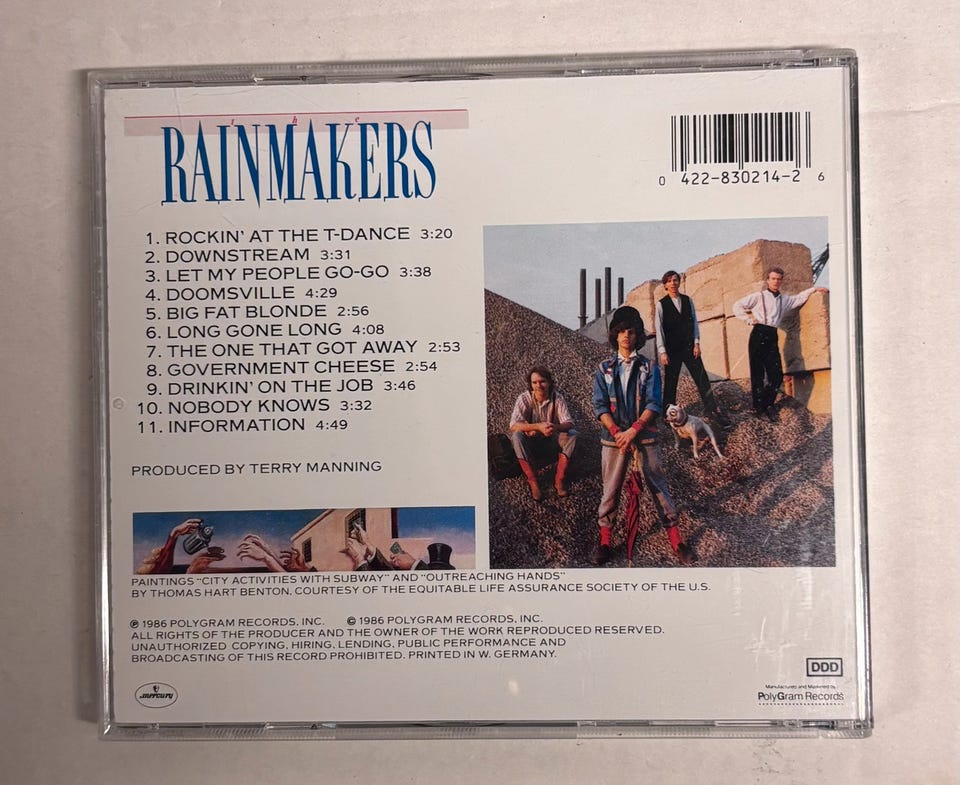 the
RAINMAKERS
0 422-830214-2 6
1. ROCKIN' AT THE T-DANCE 3:20
2. DOWNSTREAM 3:31
3. LET MY PEOPLE GO-GO 3:38
4. DOOMSVILLE 4:29
5. BIG FAT BLONDE 2:56
6. LONG GONE LONG 4:08
7. THE ONE THAT GOT AWAY 2:53
8. GOVERNMENT CHEESE 2:54
9. DRINKIN' ON THE JOB 3:46
10. NOBODY KNOWS 3:32
11. INFORMATION 4:49
PRODUCED BY TERRY MANNING
PAINTINGS "CITY ACTIVITIES WITH SUBWAY" AND "OUTREACHING HANDS"
BY THOMAS HART BENTON, COURTESY OF THE EQUITABLE LIFE ASSURANCE SOCIETY OF THE U.S.
℗ 1986 POLYGRAM RECORDS, INC. © 1986 POLYGRAM RECORDS, INC.
ALL RIGHTS OF THE PRODUCER AND THE OWNER OF THE WORK REPRODUCED RESERVED.
UNAUTHORIZED COPYING, HIRING, LENDING, PUBLIC PERFORMANCE AND
BROADCASTING OF THIS RECORD PROHIBITED. PRINTED IN W. GERMANY.
mercury
DDD
Manufactured and Marketed by
PolyGram Records